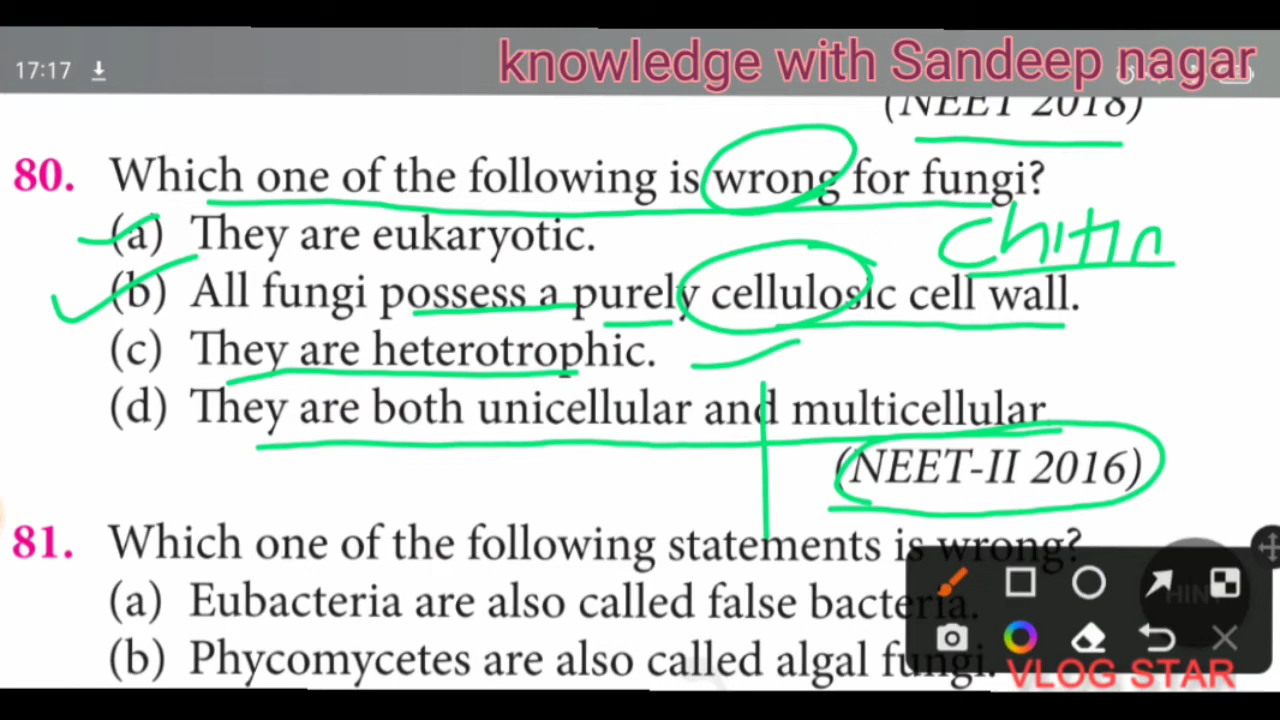 knowledge with Sandeep nagar
17:17
(NEET 2018)
80. Which one of the following is wrong for fungi?
(a) They are eukaryotic.
chitin
(b) All fungi possess a purely cellulosic cell wall.
(c) They are heterotrophic.
(d) They are both unicellular and multicellular.
(NEET-II 2016)
81. Which one of the following statements is wrong?
(a) Eubacteria are also called false bacteria.
(b) Phycomycetes are also called algal fungi.
VLOG STAR